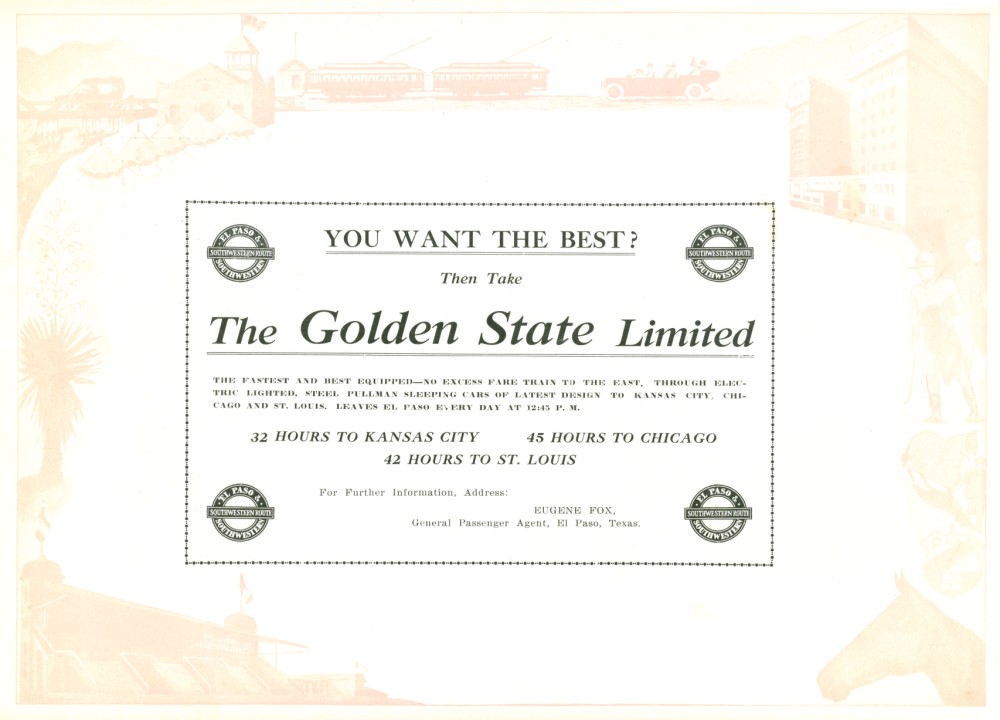 EL PASO &
SOUTHWESTERN ROUTE
SOUTHWESTERN
YOU WANT THE BEST?
EL PASO &
SOUTHWESTERN ROUTE
SOUTHWESTERN
Then Take
The Golden State Limited
THE FASTEST AND BEST EQUIPPED—NO EXCESS FARE TRAIN TO THE EAST, THROUGH ELEC-
TRIC LIGHTED, STEEL PULLMAN SLEEPING CARS OF LATEST DESIGN TO KANSAS CITY, CHI-
CAGO AND ST. LOUIS. LEAVES EL PASO EVERY DAY AT 12:45 P. M.
32 HOURS TO KANSAS CITY 45 HOURS TO CHICAGO
42 HOURS TO ST. LOUIS
For Further Information, Address:
EUGENE FOX,
General Passenger Agent, El Paso, Texas.
EL PASO &
SOUTHWESTERN ROUTE
SOUTHWESTERN
EL PASO &
SOUTHWESTERN ROUTE
SOUTHWESTERN